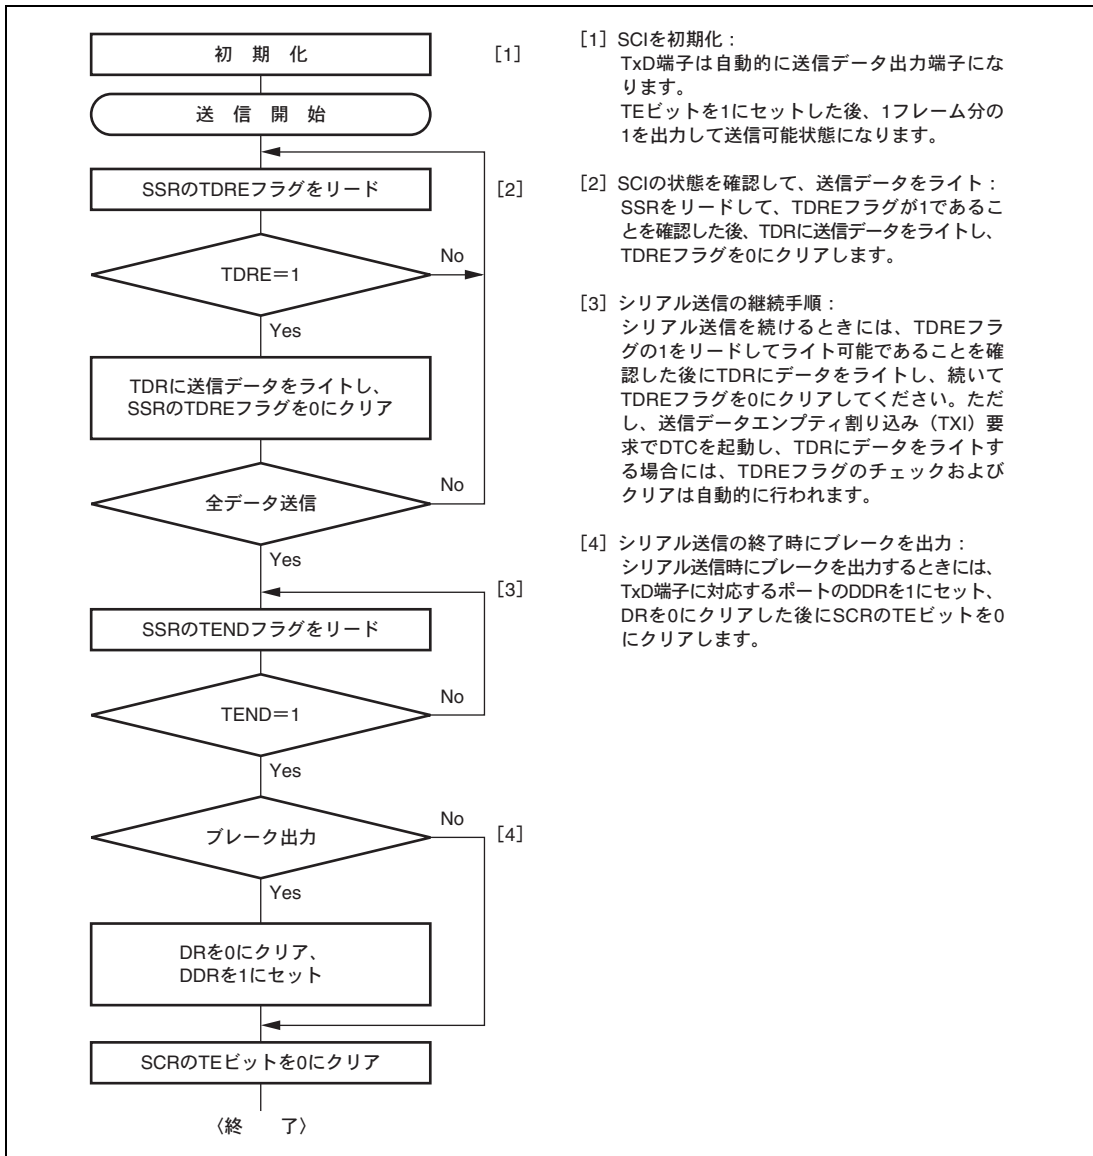 初 期 化 [1]
送 信 開 始
SSRのTDREフラグをリード [2]
TDRE=1
No
Yes
TDRに送信データをライトし、
SSRのTDREフラグを0にクリア
全データ送信
No
Yes
[3]
SSRのTENDフラグをリード
TEND=1
No
Yes
ブレーク出力
No
[4]
Yes
DRを0にクリア、
DDRを1にセット
SCRのTEビットを0にクリア
〈終 了〉
[1] SCIを初期化:
TxD端子は自動的に送信データ出力端子にな
ります。
TEビットを1にセットした後、1フレーム分の
1を出力して送信可能状態になります。
[2] SCIの状態を確認して、送信データをライト:
SSRをリードして、TDREフラグが1であるこ
とを確認した後、TDRに送信データをライトし、
TDREフラグを0にクリアします。
[3] シリアル送信の継続手順:
シリアル送信を続けるときには、TDREフラ
グの1をリードしてライト可能であることを確
認した後にTDRにデータをライトし、続いて
TDREフラグを0にクリアしてください。ただ
し、送信データエンプティ割り込み(TXI)要
求でDTCを起動し、TDRにデータをライトす
る場合には、TDREフラグのチェックおよび
クリアは自動的に行われます。
[4] シリアル送信の終了時にブレークを出力:
シリアル送信時にブレークを出力するときには、
TxD端子に対応するポートのDDRを1にセット、
DRを0にクリアした後にSCRのTEビットを0
にクリアします。